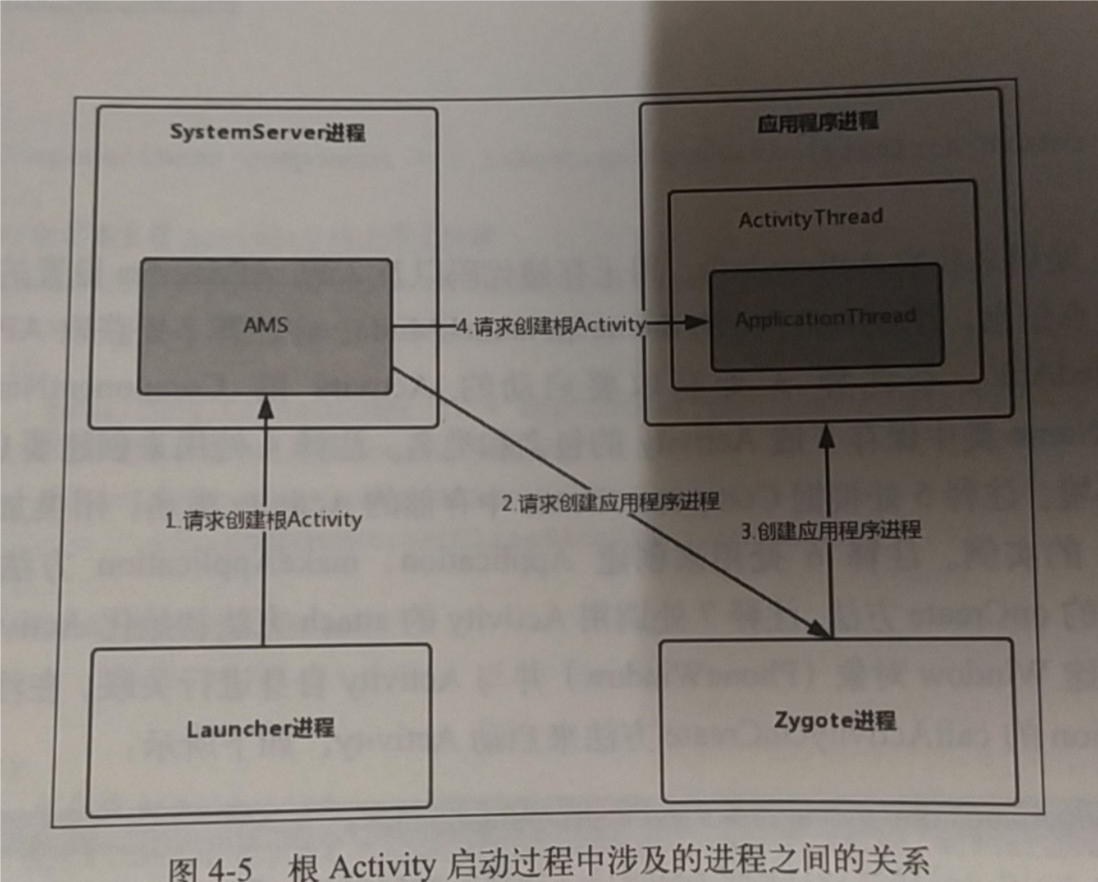 SystemServer进程
应用程序进程
ActivityThread
AMS
4.请求创建根Activity
ApplicationThread
1.请求创建根Activity
2.请求创建应用程序进程
3.创建应用程序进程
Launcher进程
Zygote进程
图 4-5 根 Activity 启动过程中涉及的进程之间的关系